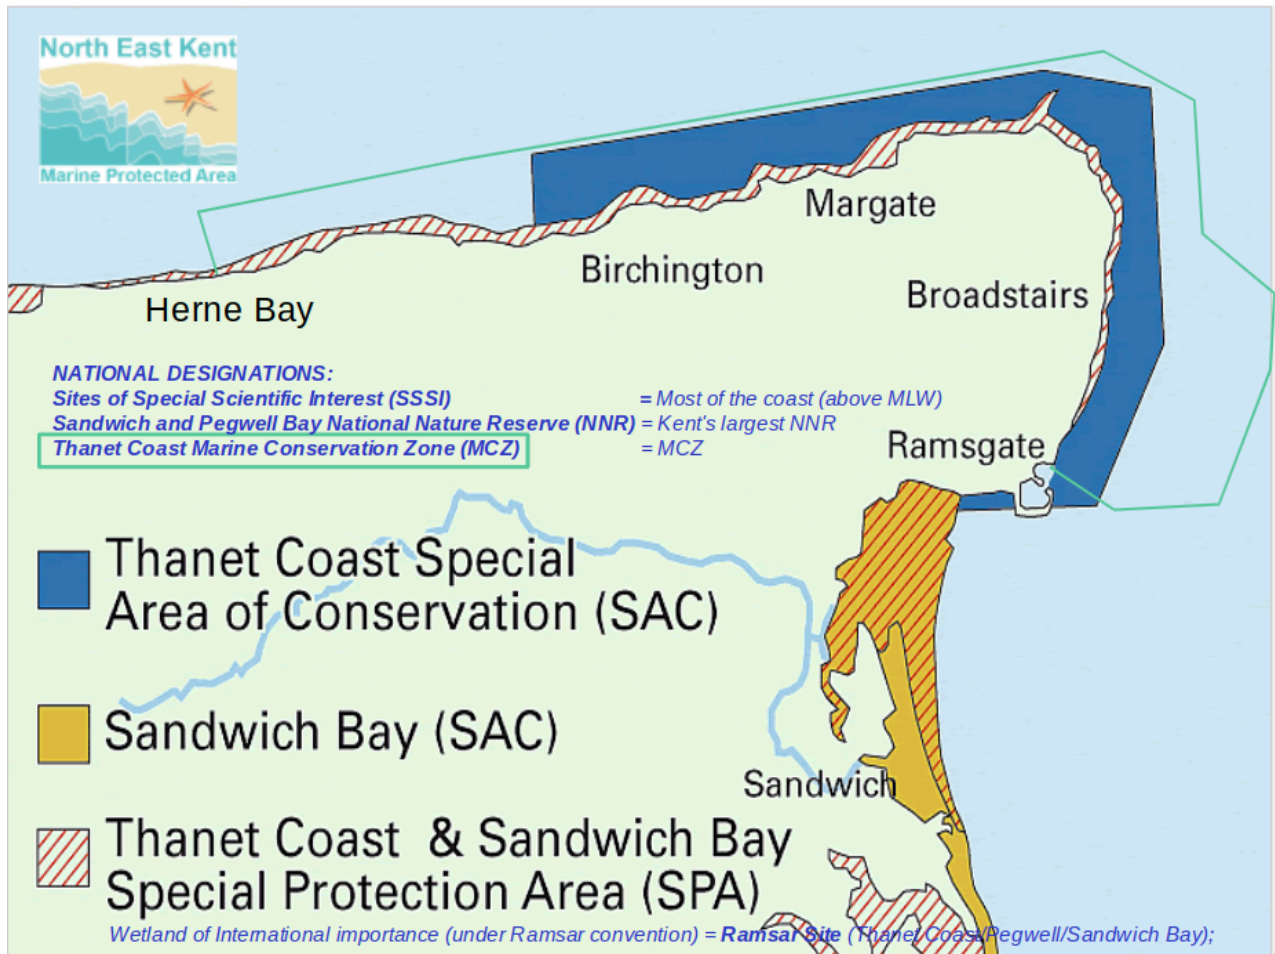 North East Kent
Marine Protected Area
Margate
Birchington
Broadstairs
Herne Bay
NATIONAL DESIGNATIONS:
Sites of Special Scientific Interest (SSSI) = Most of the coast (above MLW)
Sandwich and Pegwell Bay National Nature Reserve (NNR) = Kent's largest NNR
Thanet Coast Marine Conservation Zone (MCZ) = MCZ
Ramsgate
Thanet Coast Special
Area of Conservation (SAC)
Sandwich Bay (SAC)
Sandwich
Thanet Coast & Sandwich Bay
Special Protection Area (SPA)
Wetland of International importance (under Ramsar convention) = Ramsar Site (Thanet Coast/Pegwell/Sandwich Bay);